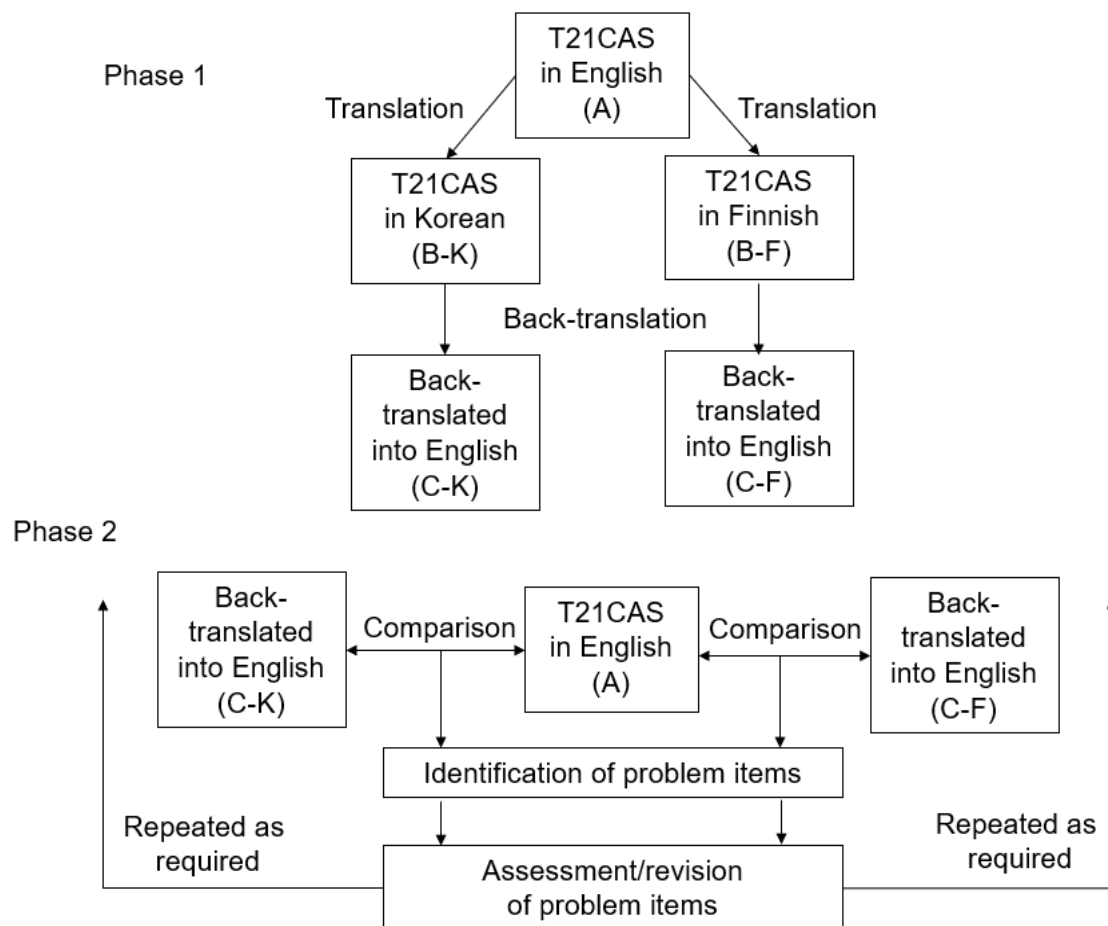 Phase 1
T21CAS
in English
(A)
Translation
Translation
T21CAS
in Korean
(B-K)
T21CAS
in Finnish
(B-F)
Back-translation
Back-
translated
into English
(C-K)
Back-
translated
into English
(C-F)
Phase 2
Back-
translated
into English
(C-K)
Comparison
T21CAS
in English
(A)
Comparison
Back-
translated
into English
(C-F)
Identification of problem items
Repeated as
required
Repeated as
required
Assessment/revision
of problem items